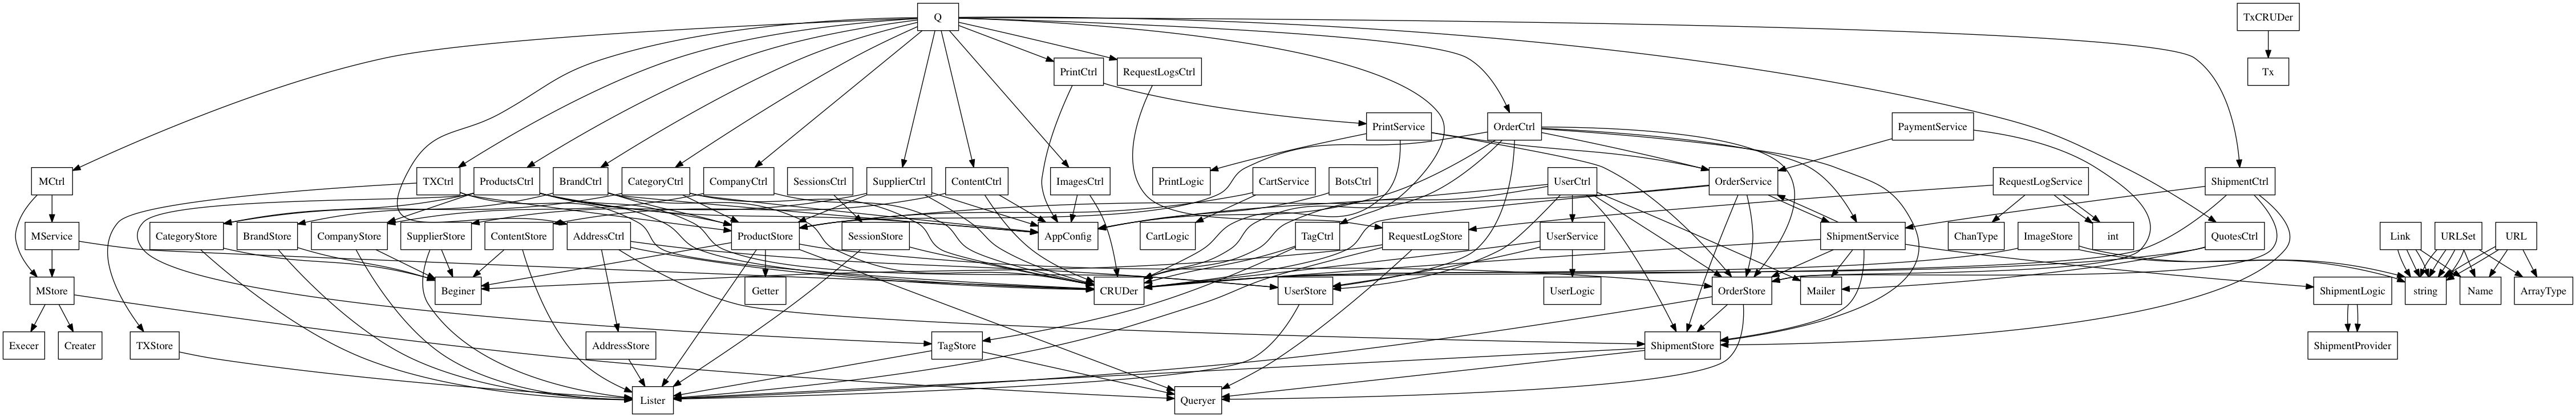 Q
TxCRUDer
PrintCtrl
RequestLogsCtrl
Tx
PrintService
OrderCtrl
PaymentService
MCtrl
TXCtrl
ProductsCtrl
BrandCtrl
CategoryCtrl
CompanyCtrl
SessionsCtrl
SupplierCtrl
ContentCtrl
ImagesCtrl
PrintLogic
CartService
BotsCtrl
UserCtrl
OrderService
RequestLogService
ShipmentCtrl
MService
CategoryStore
BrandStore
CompanyStore
SupplierStore
ContentStore
AddressCtrl
ProductStore
SessionStore
AppConfig
CartLogic
TagCtrl
RequestLogStore
UserService
ShipmentService
ChanType
ImageStore
int
QuotesCtrl
Link
URLSet
URL
MStore
Beginer
Getter
CRUDer
UserStore
UserLogic
OrderStore
Mailer
ShipmentLogic
string
Name
ArrayType
Execer
Creater
TXStore
AddressStore
TagStore
ShipmentStore
ShipmentProvider
Lister
Queryer